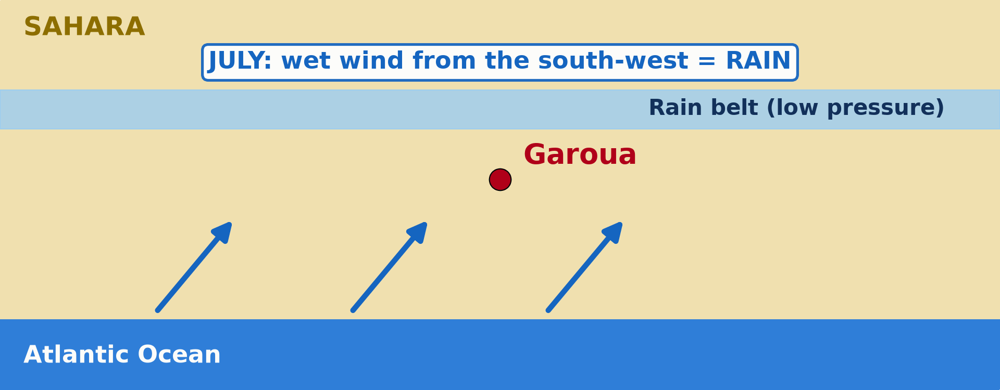 SAHARA
JULY: wet wind from the south-west = RAIN
Rain belt (low pressure)
Garoua
Atlantic Ocean